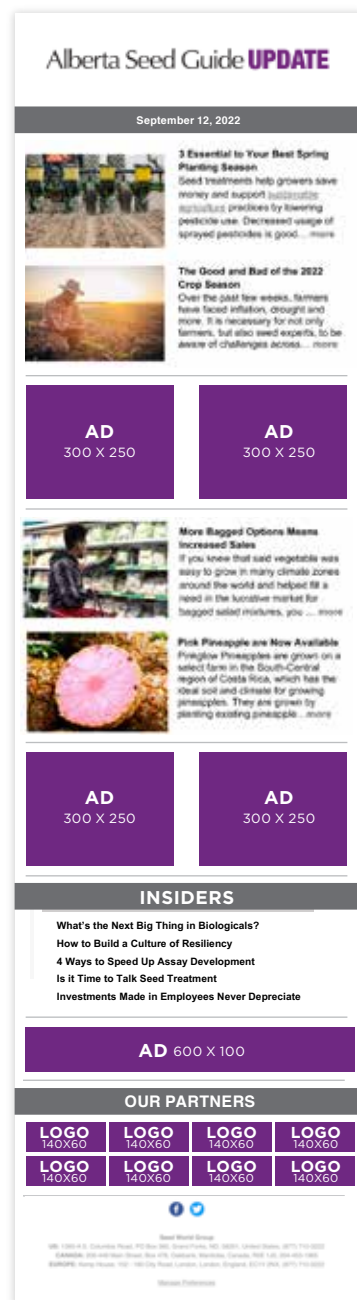 Alberta Seed Guide UPDATE
September 12, 2022
3 Essential to Your Best Spring
Planting Season
Seed treatments help growers save
money and support sustainable
agriculture practices by lowering
pesticide use. Decreased usage of
sprayed pesticides is good... more
The Good and Bad of the 2022
Crop Season
Over the past few weeks, farmers
have faced inflation, drought and
more. It is necessary for not only
farmers, but also seed experts, to be
aware of challenges across... more
AD
300 X 250
AD
300 X 250
More Bagged Options Means
Increased Sales
If you knew that said vegetable was
easy to grow in many climate zones
around the world and helped fill a
need in the lucrative market for
bagged salad mixtures, you ... more
Pink Pineapple are Now Available
Pinkglow Pineapples are grown on a
select farm in the South-Central
region of Costa Rica, which has the
ideal soil and climate for growing
pineapples. They are grown by
planting existing pineapple...more
AD
300 X 250
AD
300 X 250
INSIDERS
What's the Next Big Thing in Biologicals?
How to Build a Culture of Resiliency
4 Ways to Speed Up Assay Development
Is it Time to Talk Seed Treatment
Investments Made in Employees Never Depreciate
AD 600 X 100
OUR PARTNERS
LOGO
140X60
LOGO
140X60
LOGO
140X60
LOGO
140X60
LOGO
140X60
LOGO
140X60
LOGO
140X60
LOGO
140X60
Seed World Group
Manage Preferences